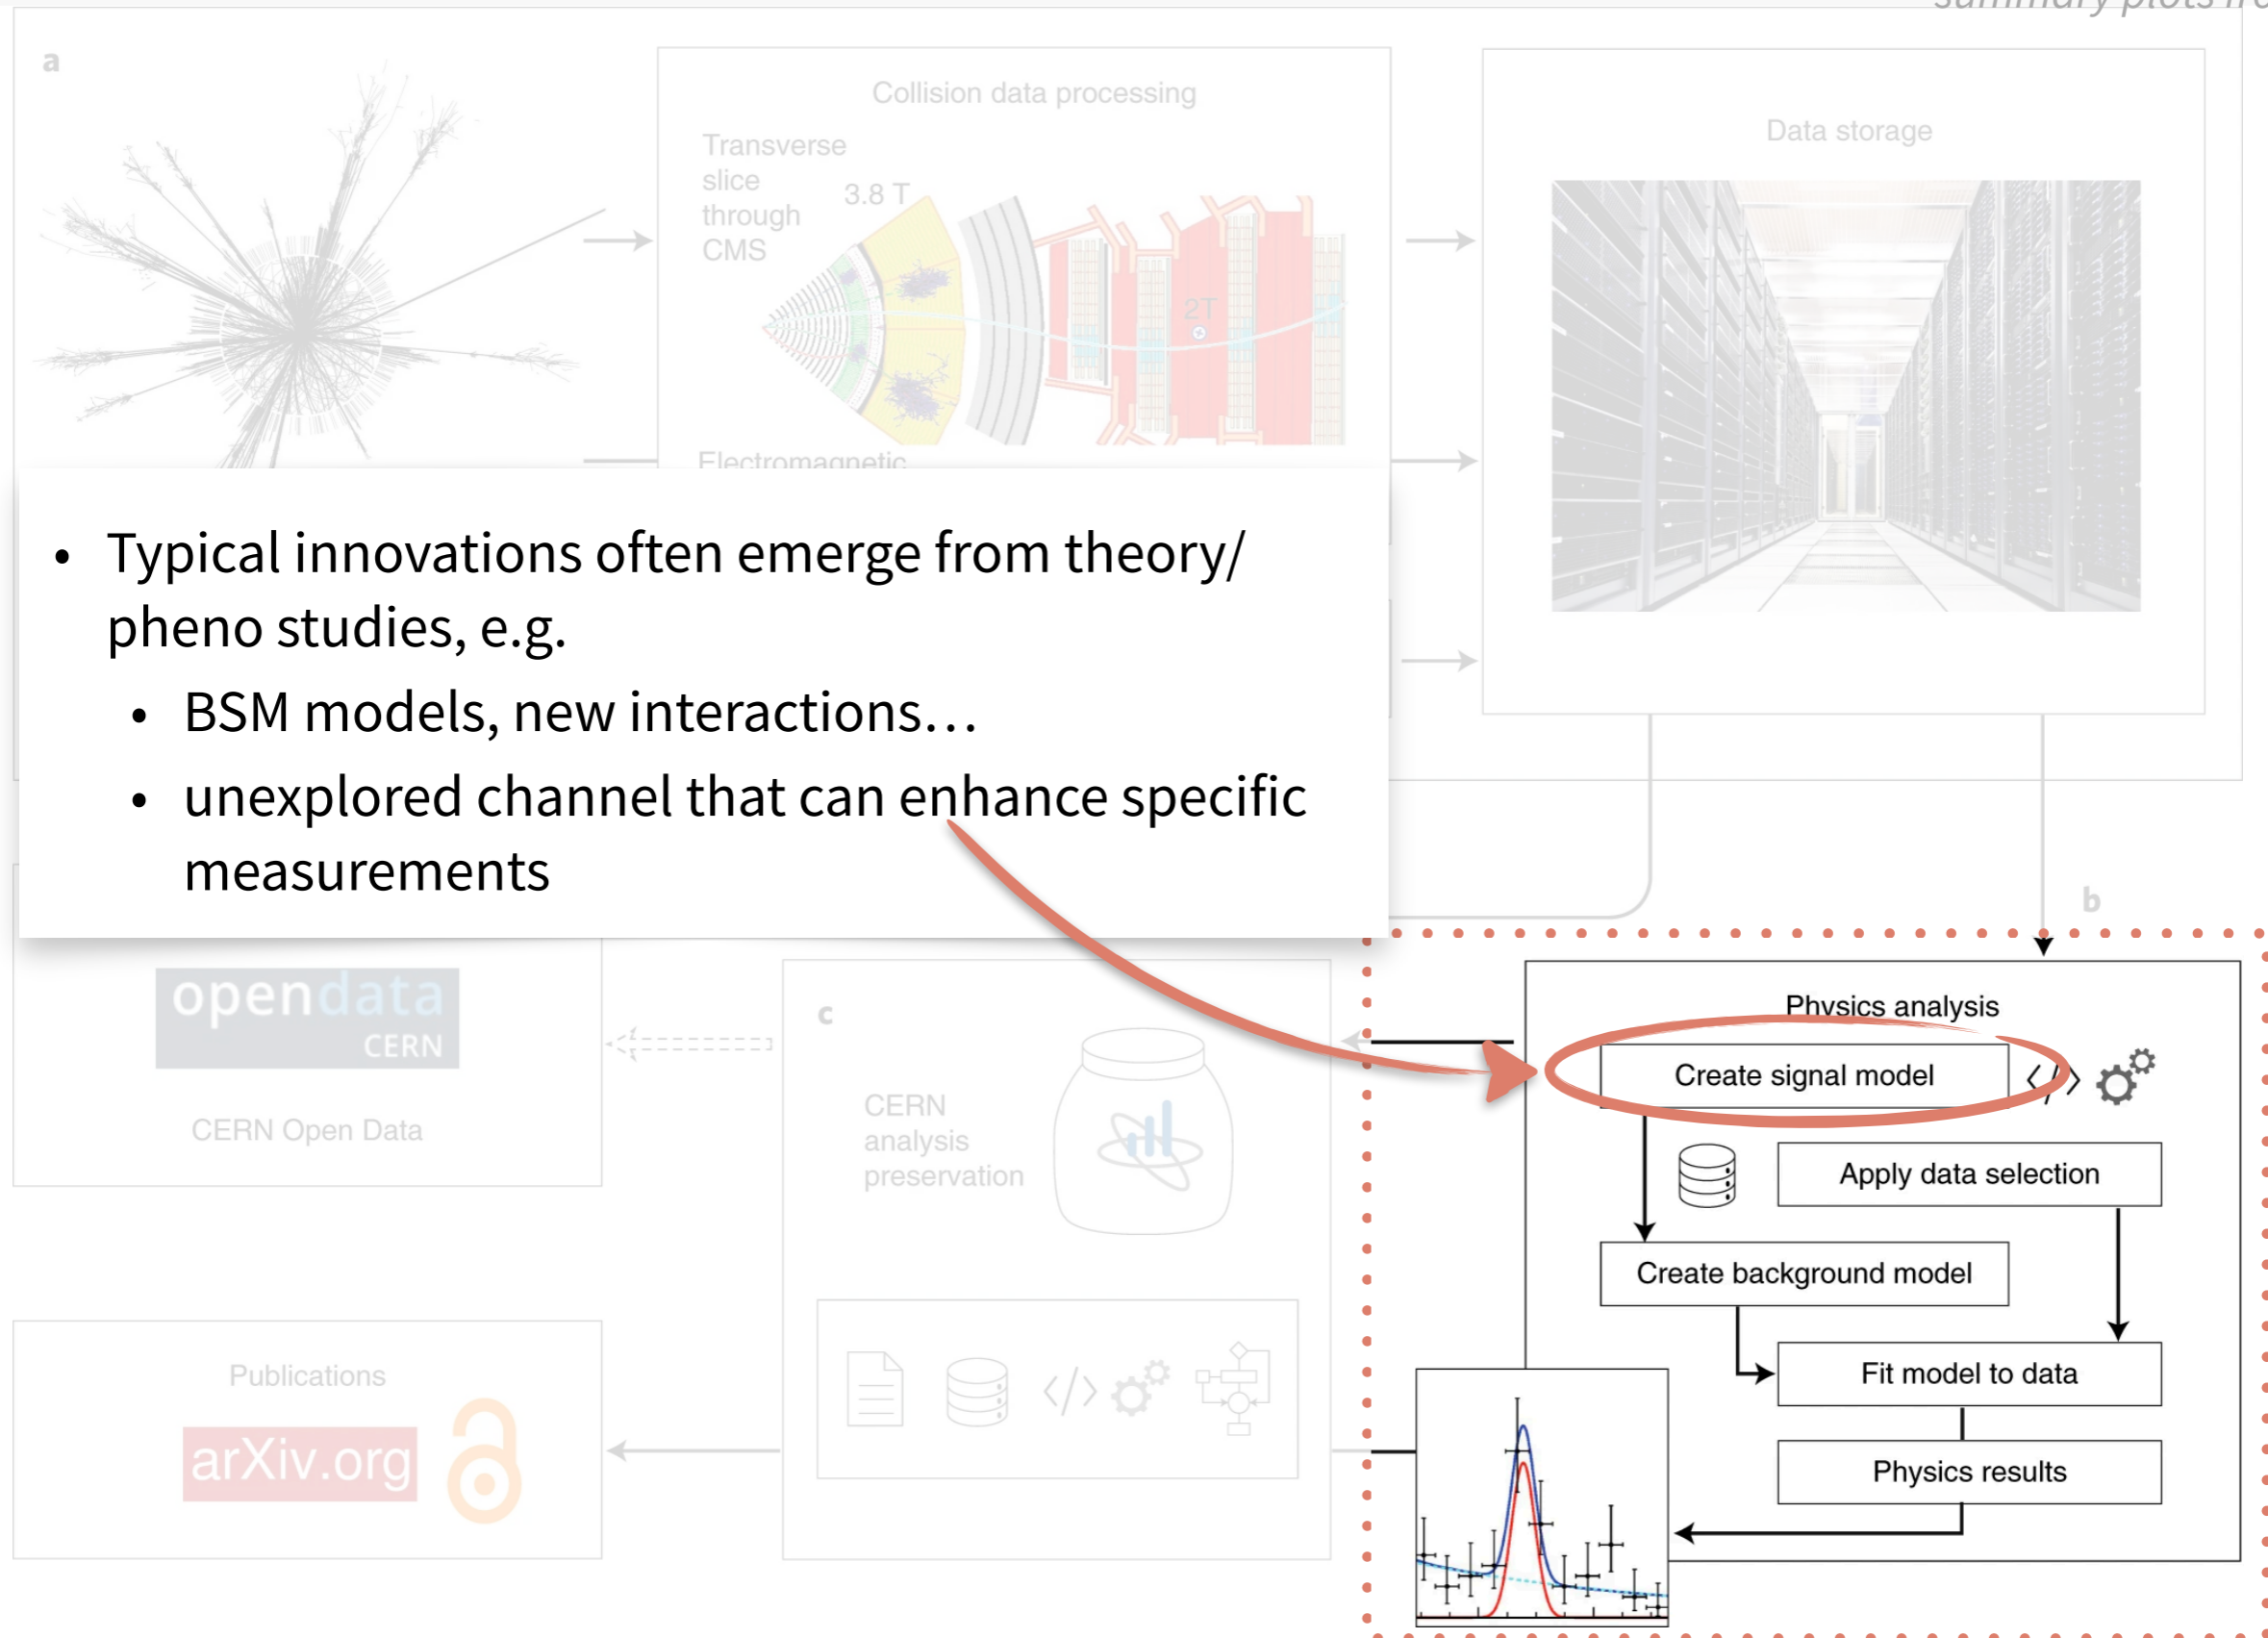 summary plots
a
Collision data processing
Transverse
slice
through
CMS
3.8 T
2T
Electromagnetic
Data storage
• Typical innovations often emerge from theory/
pheno studies, e.g.
• BSM models, new interactions…
• unexplored channel that can enhance specific
measurements
b
opendata
CERN
CERN Open Data
c
CERN
analysis
preservation
Publications
arXiv.org
</>
Physics analysis
Create signal model
</>
Apply data selection
Create background model
Fit model to data
Physics results